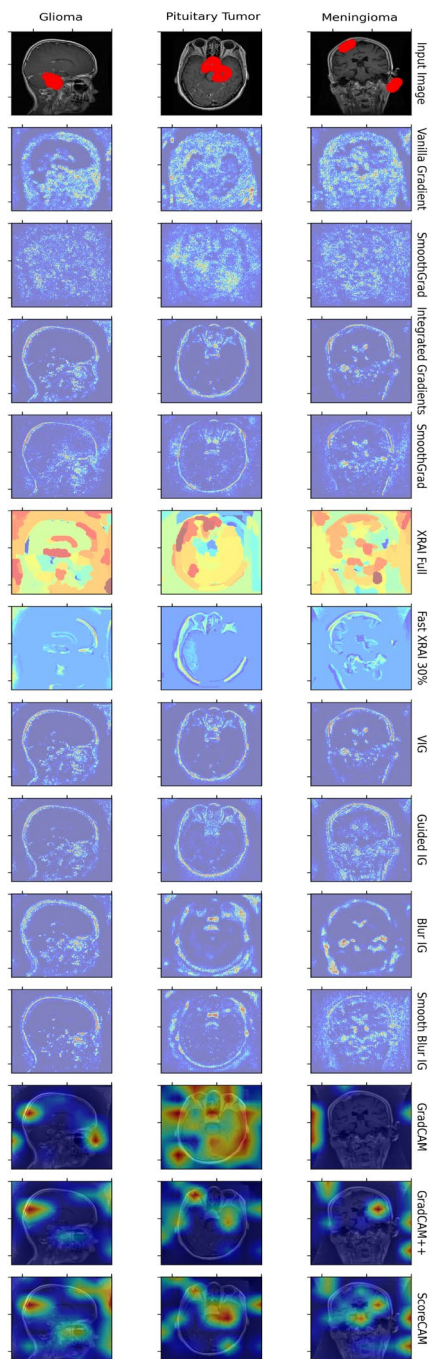 Glioma
Pituitary Tumor
Meningioma
Input Image
Vanilla Gradient
SmoothGrad
Integrated Gradients
SmoothGrad
XRAI Full
Fast XRAI 30%
VIG
Guided IG
Blur IG
Smooth Blur IG
GradCAM
GradCAM++
ScoreCAM